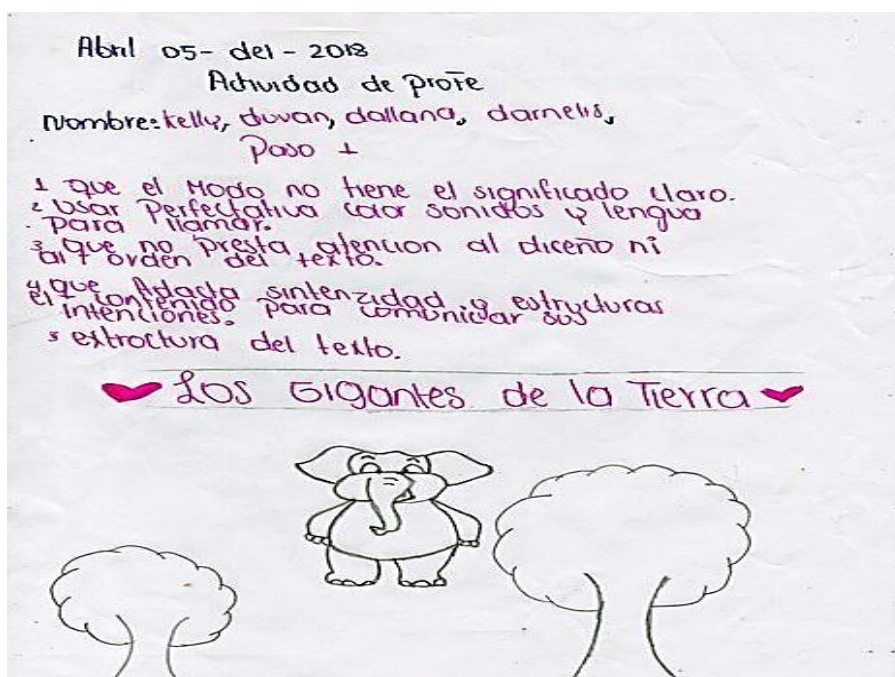 Abril 05- del - 2018
Actividad de profe
Nombre: kelly, duvan, dallana, darnelis,
Paso 1
1 que el Modo no tiene el significado claro.
2 Usar Perfectativa color sonidos y lengua
. para llamar.
3 que no presta atencion al diceño ni
al orden del texto.
4 que Adacta sintenzidad y estructuras
el contenido para comunicar sus
intenciones.
5 extroctura del texto.
Los Gigantes de la Tierra